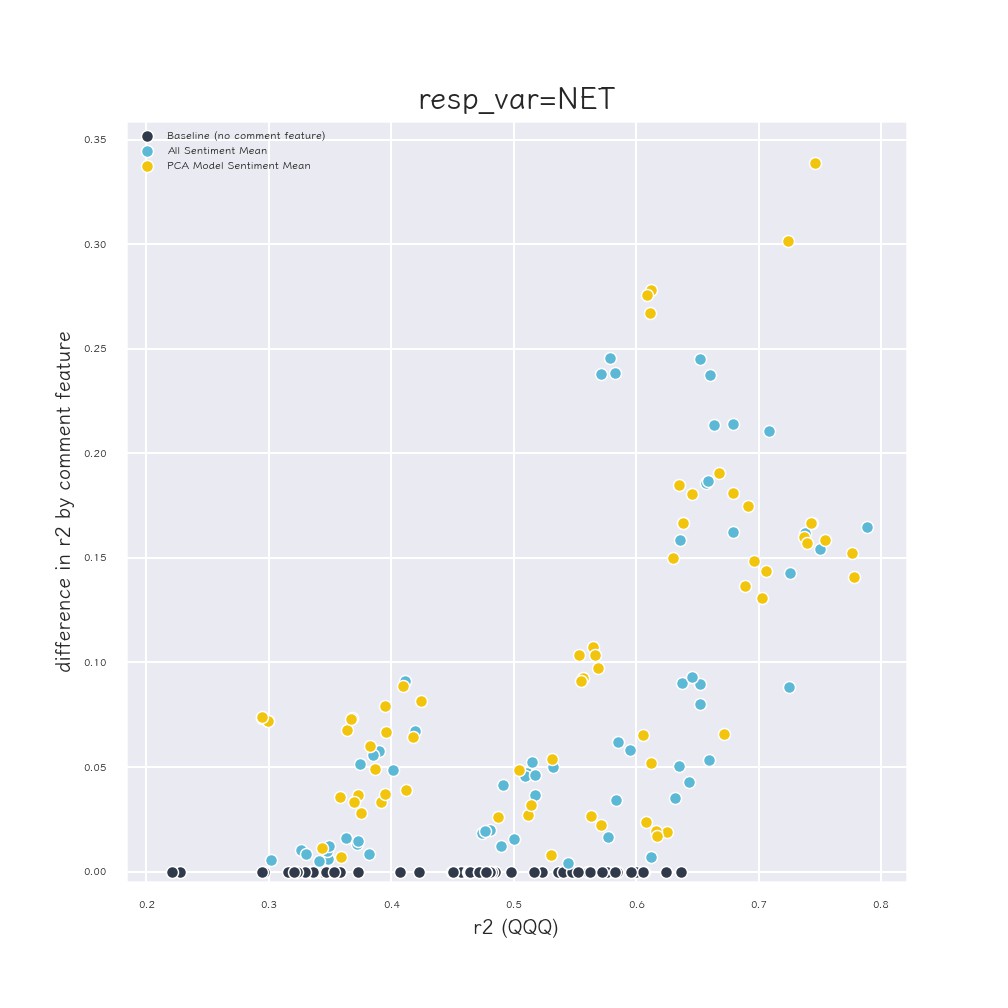 resp_var=NET
Baseline (no comment feature)
All Sentiment Mean
PCA Model Sentiment Mean
0.35
0.30
0.25
0.20
0.15
0.10
0.05
0.00
difference in r2 by comment feature
0.2 0.3 0.4 0.5 0.6 0.7 0.8
r2 (QQQ)